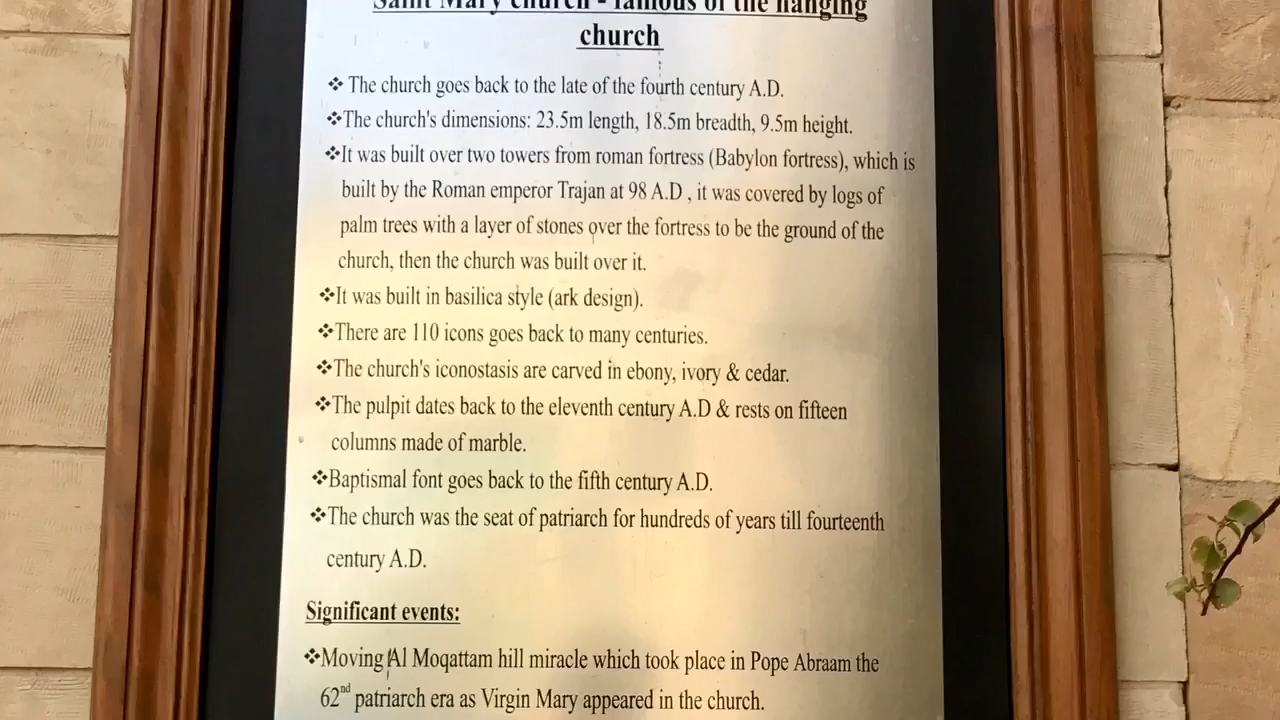 Saint Mary church - famous of the hanging
church
❖ The church goes back to the late of the fourth century A.D.
❖The church's dimensions: 23.5m length, 18.5m breadth, 9.5m height.
❖It was built over two towers from roman fortress (Babylon fortress), which is
built by the Roman emperor Trajan at 98 A.D , it was covered by logs of
palm trees with a layer of stones over the fortress to be the ground of the
church, then the church was built over it.
❖It was built in basilica style (ark design).
❖There are 110 icons goes back to many centuries.
❖The church's iconostasis are carved in ebony, ivory & cedar.
❖The pulpit dates back to the eleventh century A.D & rests on fifteen
columns made of marble.
❖Baptismal font goes back to the fifth century A.D.
❖The church was the seat of patriarch for hundreds of years till fourteenth
century A.D.
Significant events:
❖Moving Al Moqattam hill miracle which took place in Pope Abraam the
62nd patriarch era as Virgin Mary appeared in the church.